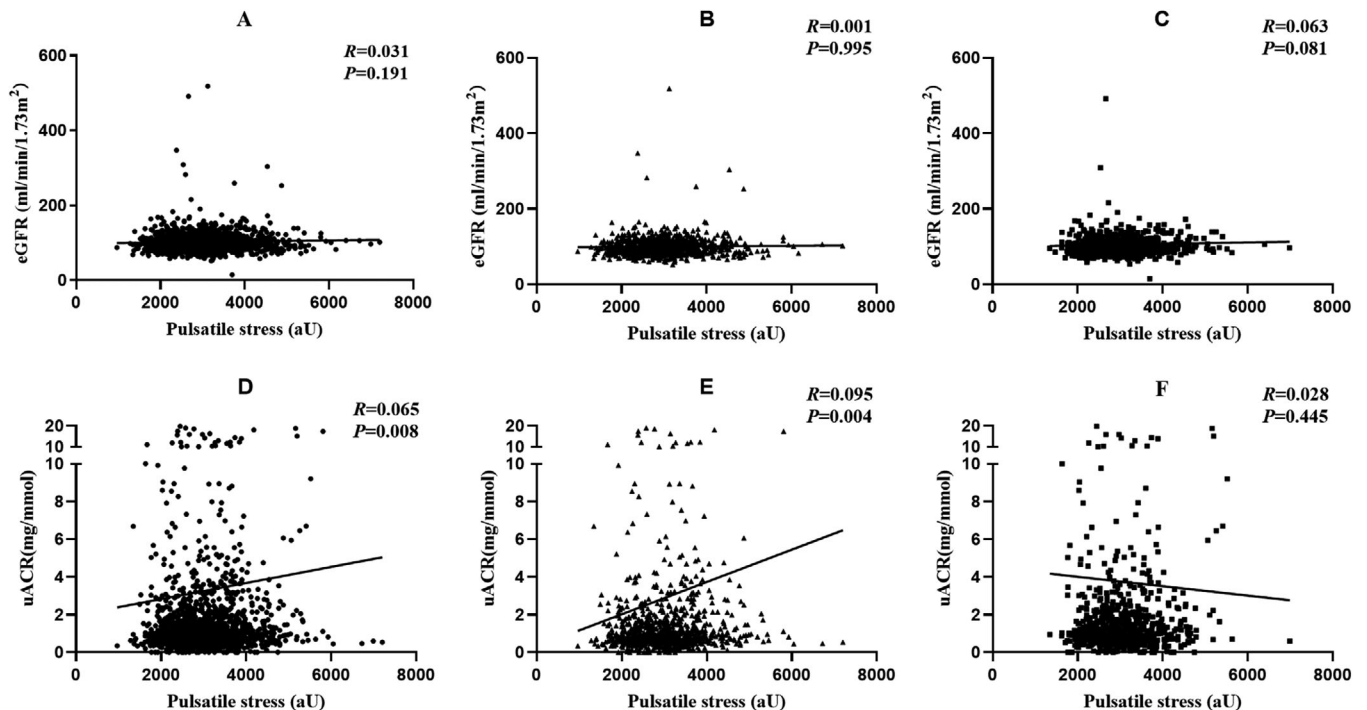 A
R=0.031
P=0.191
600
400
200
0
eGFR (ml/min/1.73m²)
0 2000 4000 6000 8000
Pulsatile stress (aU)
B
R=0.001
P=0.995
600
400
200
0
eGFR (ml/min/1.73m²)
0 2000 4000 6000 8000
Pulsatile stress (aU)
C
R=0.063
P=0.081
600
400
200
0
eGFR (ml/min/1.73m²)
0 2000 4000 6000 8000
Pulsatile stress (aU)
D
R=0.065
P=0.008
20
10
10
8
6
4
2
0
uACR(mg/mmol)
0 2000 4000 6000 8000
Pulsatile stress (aU)
E
R=0.095
P=0.004
20
10
10
8
6
4
2
0
uACR(mg/mmol)
0 2000 4000 6000 8000
Pulsatile stress (aU)
F
R=0.028
P=0.445
20
10
10
8
6
4
2
0
uACR(mg/mmol)
0 2000 4000 6000 8000
Pulsatile stress (aU)